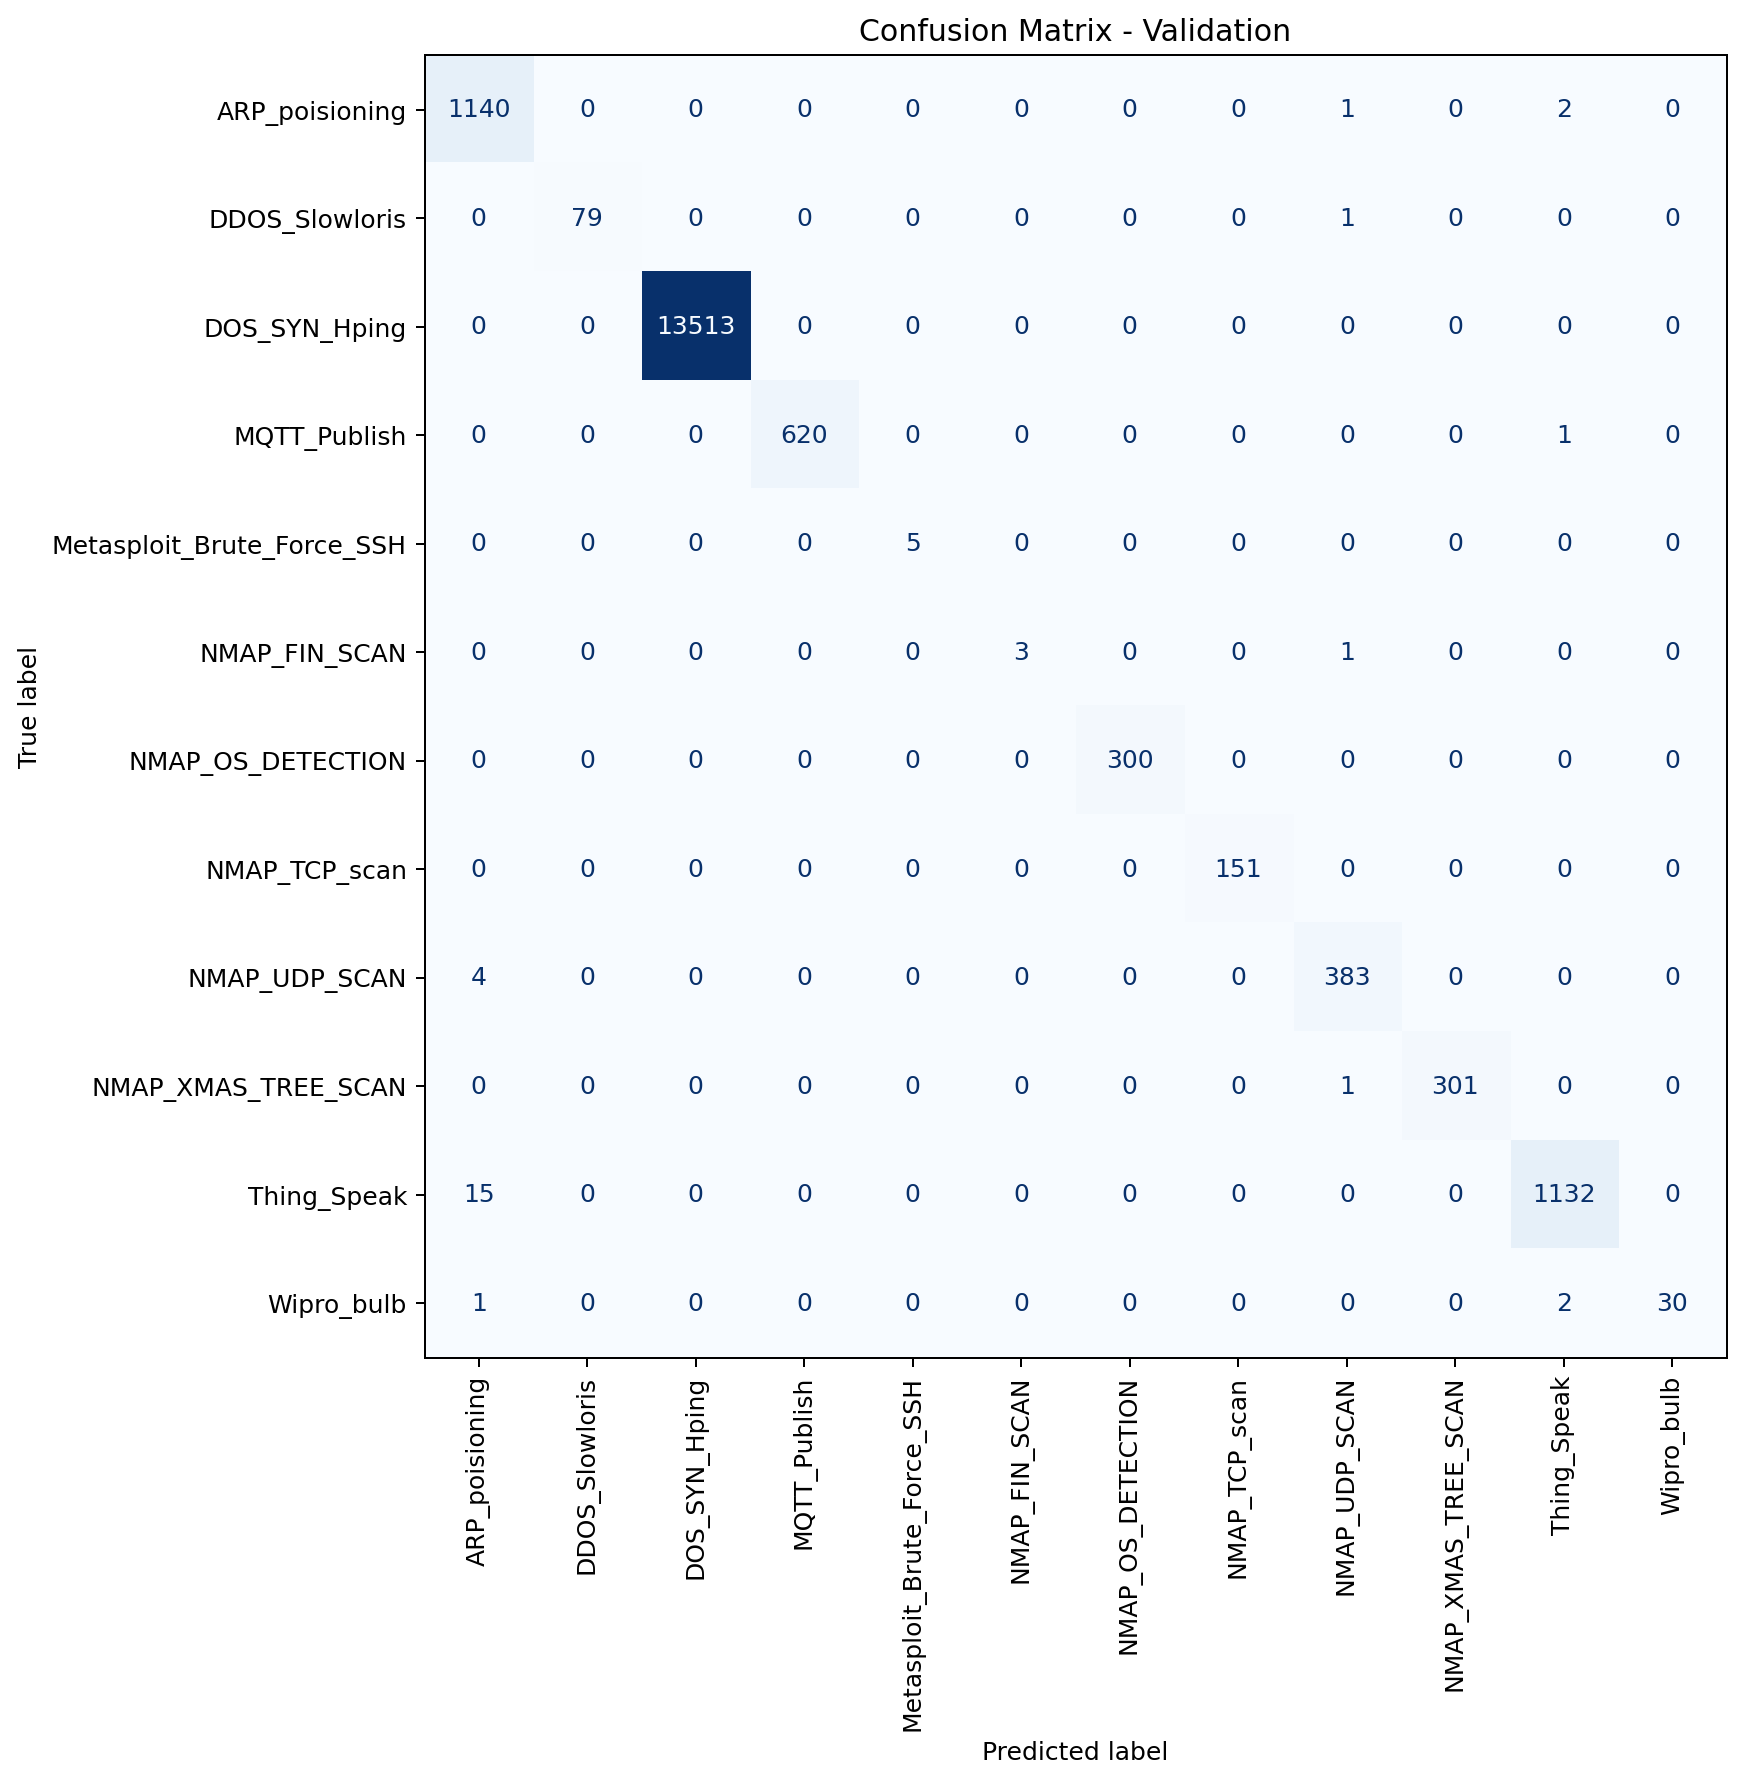 Confusion Matrix - Validation
True label
ARP_poisioning 1140 0 0 0 0 0 0 0 1 0 2 0
DDOS_Slowloris 0 79 0 0 0 0 0 0 1 0 0 0
DOS_SYN_Hping 0 0 13513 0 0 0 0 0 0 0 0 0
MQTT_Publish 0 0 0 620 0 0 0 0 0 0 1 0
Metasploit_Brute_Force_SSH 0 0 0 0 5 0 0 0 0 0 0 0
NMAP_FIN_SCAN 0 0 0 0 0 3 0 0 1 0 0 0
NMAP_OS_DETECTION 0 0 0 0 0 0 300 0 0 0 0 0
NMAP_TCP_scan 0 0 0 0 0 0 0 151 0 0 0 0
NMAP_UDP_SCAN 4 0 0 0 0 0 0 0 383 0 0 0
NMAP_XMAS_TREE_SCAN 0 0 0 0 0 0 0 0 1 301 0 0
Thing_Speak 15 0 0 0 0 0 0 0 0 0 1132 0
Wipro_bulb 1 0 0 0 0 0 0 0 0 0 2 30
ARP_poisioning
DDOS_Slowloris
DOS_SYN_Hping
MQTT_Publish
Metasploit_Brute_Force_SSH
NMAP_FIN_SCAN
NMAP_OS_DETECTION
NMAP_TCP_scan
NMAP_UDP_SCAN
NMAP_XMAS_TREE_SCAN
Thing_Speak
Wipro_bulb
Predicted label